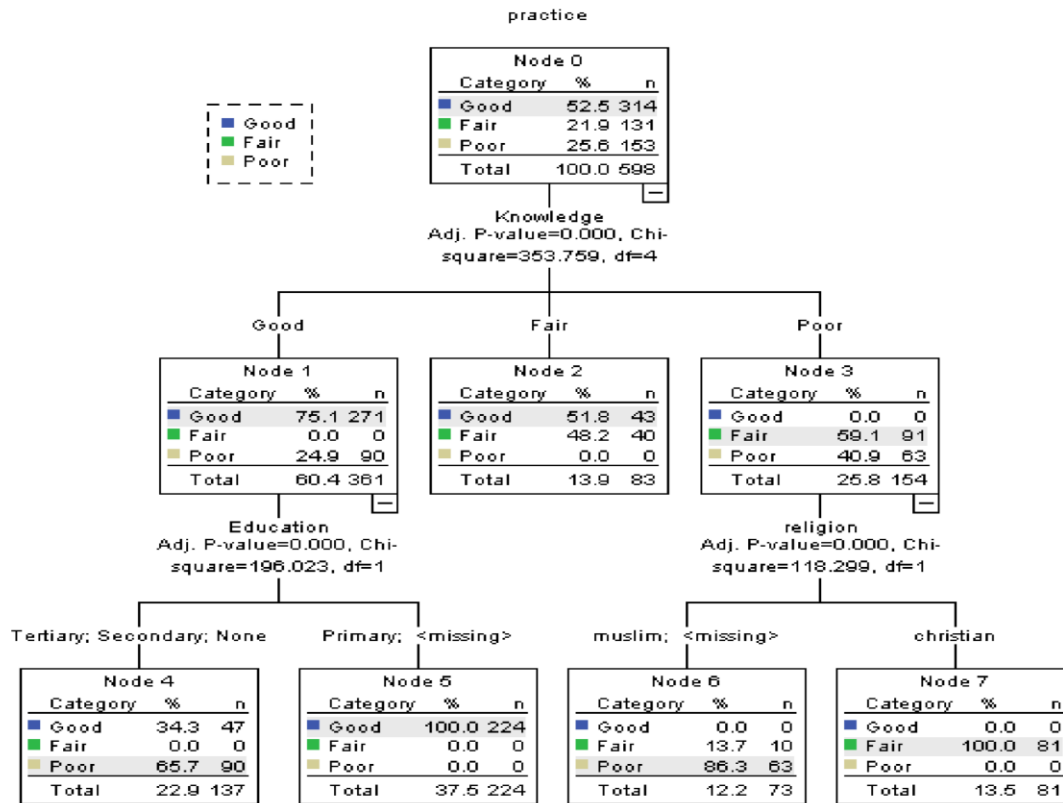 practice
Node 0
Category % n
Good 52.5 314
Fair 21.9 131
Poor 25.6 153
Total 100.0 598
Good
Fair
Poor
Knowledge
Adj. P-value=0.000, Chi-
square=353.759, df=4
Good
Fair
Poor
Node 1
Category % n
Good 75.1 271
Fair 0.0 0
Poor 24.9 90
Total 60.4 361
Node 2
Category % n
Good 51.8 43
Fair 48.2 40
Poor 0.0 0
Total 13.9 83
Node 3
Category % n
Good 0.0 0
Fair 59.1 91
Poor 40.9 63
Total 25.8 154
Education
Adj. P-value=0.000, Chi-
square=196.023, df=1
religion
Adj. P-value=0.000, Chi-
square=118.299, df=1
Tertiary; Secondary; None
Primary; <missing>
muslim; <missing>
christian
Node 4
Category % n
Good 34.3 47
Fair 0.0 0
Poor 65.7 90
Total 22.9 137
Node 5
Category % n
Good 100.0 224
Fair 0.0 0
Poor 0.0 0
Total 37.5 224
Node 6
Category % n
Good 0.0 0
Fair 13.7 10
Poor 86.3 63
Total 12.2 73
Node 7
Category % n
Good 0.0 0
Fair 100.0 81
Poor 0.0 0
Total 13.5 81